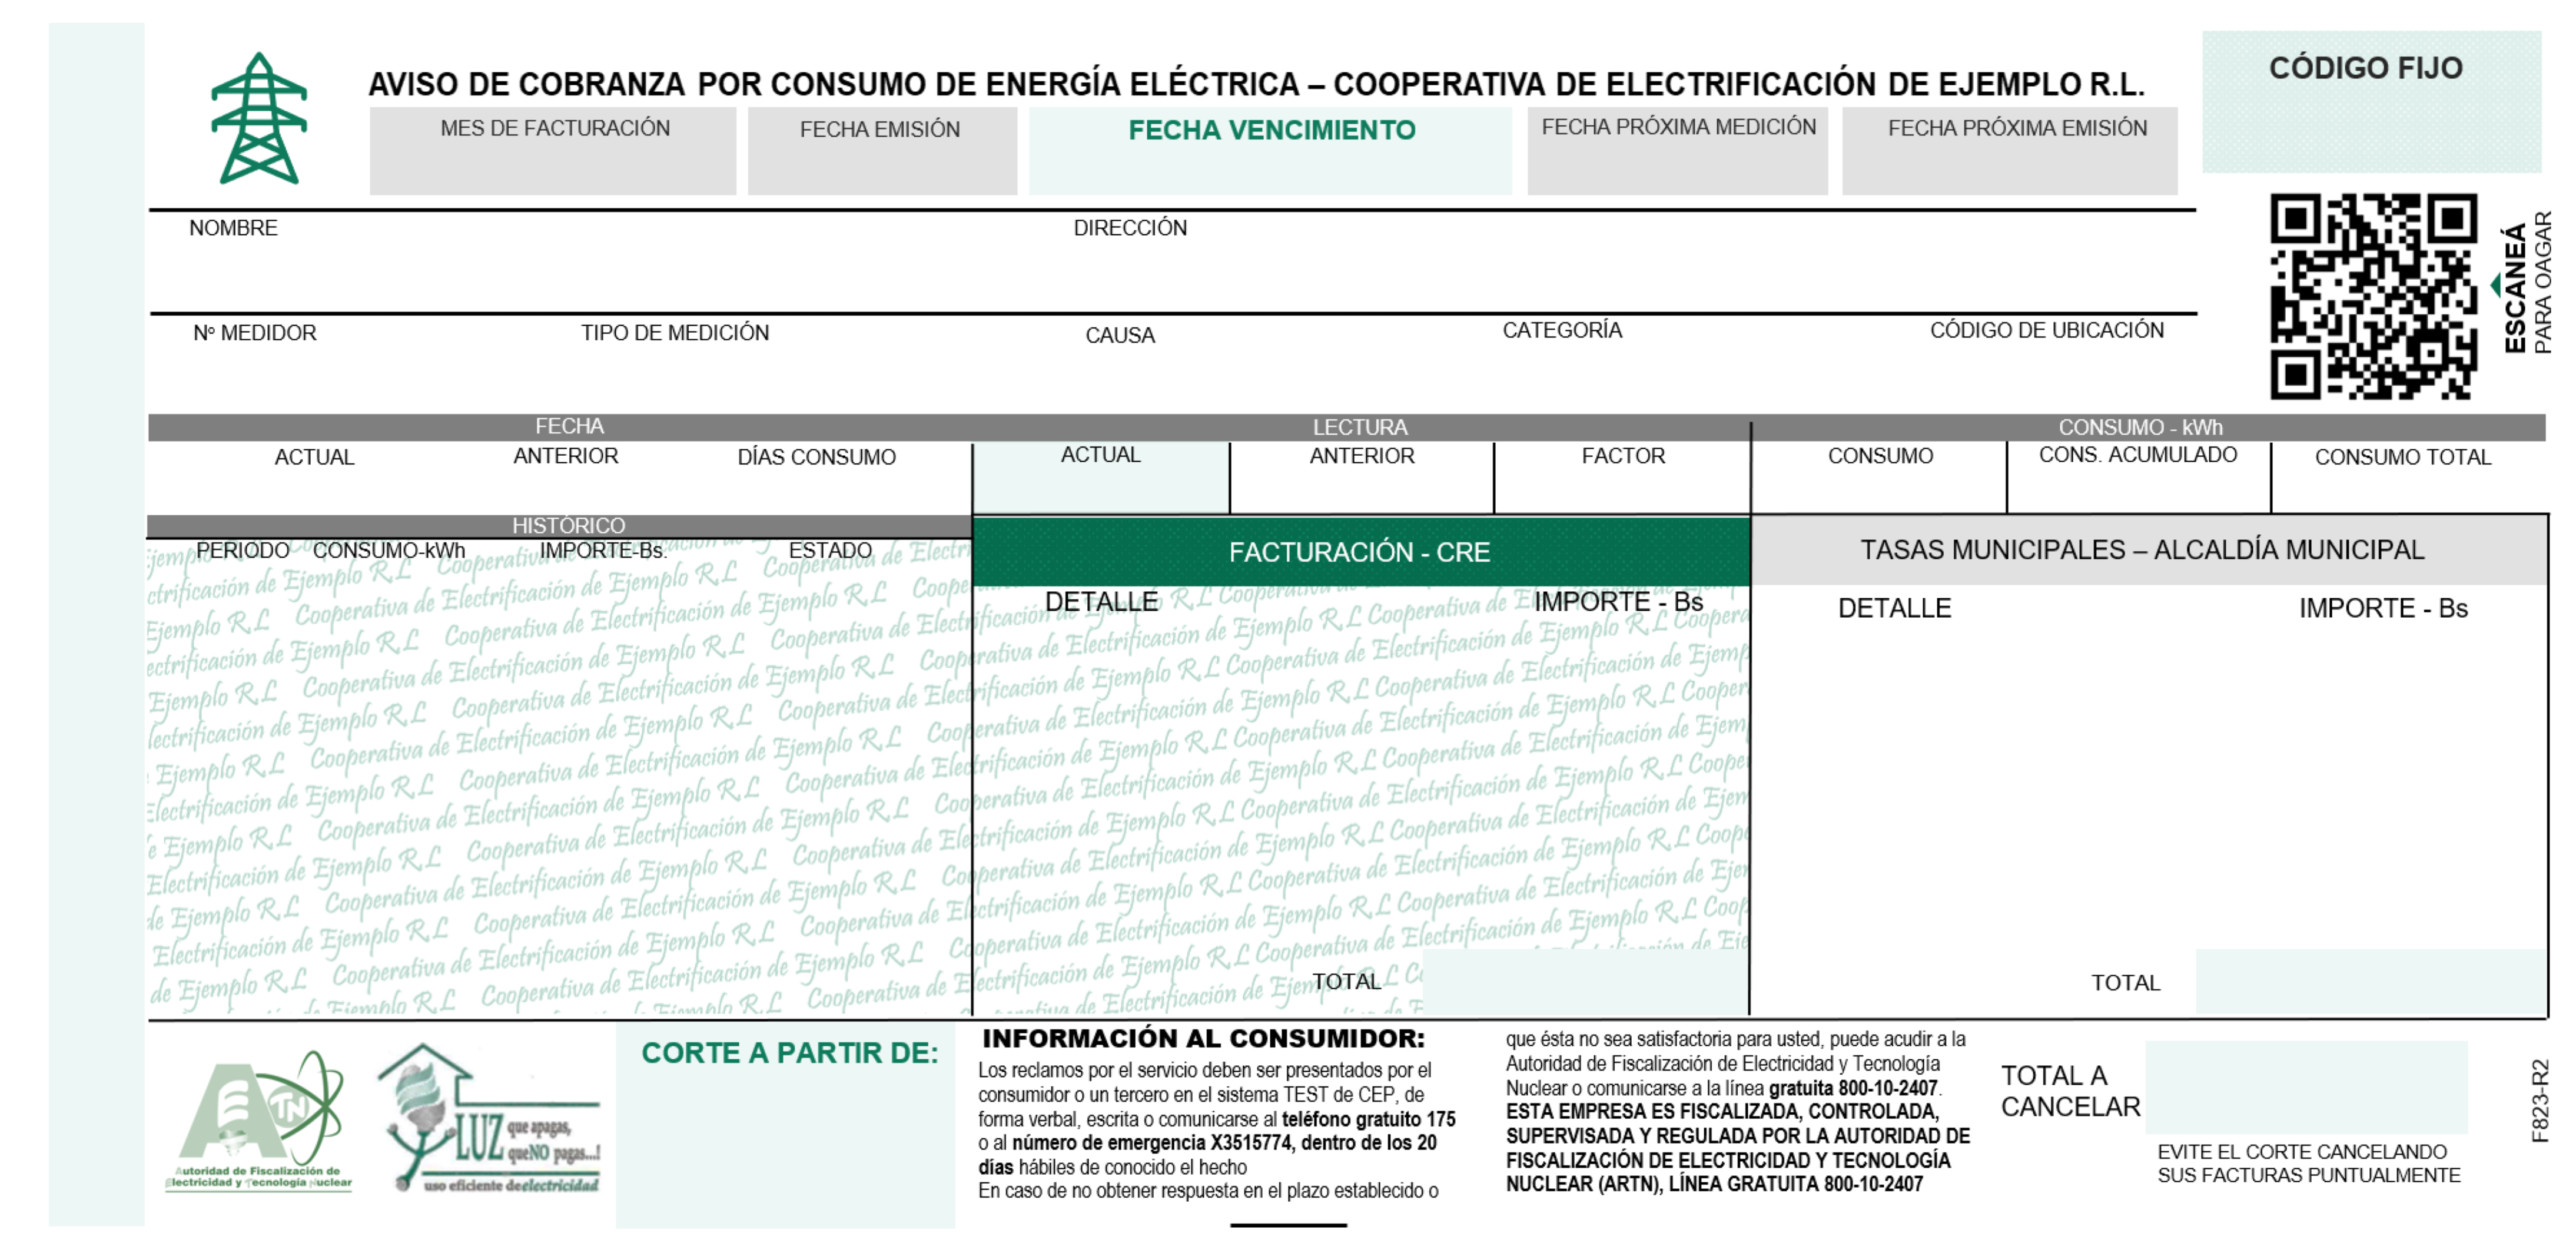 AVISO DE COBRANZA POR CONSUMO DE ENERGÍA ELÉCTRICA – COOPERATIVA DE ELECTRIFICACIÓN DE EJEMPLO R.L.
CÓDIGO FIJO
MES DE FACTURACIÓN
FECHA EMISIÓN
FECHA VENCIMIENTO
FECHA PRÓXIMA MEDICIÓN
FECHA PRÓXIMA EMISIÓN
NOMBRE
DIRECCIÓN
ESCANEÁ
PARA OAGAR
Nº MEDIDOR
TIPO DE MEDICIÓN
CAUSA
CATEGORÍA
CÓDIGO DE UBICACIÓN
FECHA
LECTURA
CONSUMO - kWh
ACTUAL
ANTERIOR
DÍAS CONSUMO
ACTUAL
ANTERIOR
FACTOR
CONSUMO
CONS. ACUMULADO
CONSUMO TOTAL
HISTÓRICO
PERIODO
CONSUMO-kWh
IMPORTE-Bs.
ESTADO
FACTURACIÓN - CRE
DETALLE
IMPORTE - Bs
TOTAL
TASAS MUNICIPALES – ALCALDÍA MUNICIPAL
DETALLE
IMPORTE - Bs
TOTAL
Cooperativa de Electrificación de Ejemplo R.L
Autoridad de Fiscalización de
Electricidad y Tecnología Nuclear
LUZ que apagas,
queNO pagas...!
uso eficiente de electricidad
CORTE A PARTIR DE:
INFORMACIÓN AL CONSUMIDOR:
Los reclamos por el servicio deben ser presentados por el
consumidor o un tercero en el sistema TEST de CEP, de
forma verbal, escrita o comunicarse al teléfono gratuito 175
o al número de emergencia X3515774, dentro de los 20
días hábiles de conocido el hecho
En caso de no obtener respuesta en el plazo establecido o
que ésta no sea satisfactoria para usted, puede acudir a la
Autoridad de Fiscalización de Electricidad y Tecnología
Nuclear o comunicarse a la línea gratuita 800-10-2407.
ESTA EMPRESA ES FISCALIZADA, CONTROLADA,
SUPERVISADA Y REGULADA POR LA AUTORIDAD DE
FISCALIZACIÓN DE ELECTRICIDAD Y TECNOLOGÍA
NUCLEAR (ARTN), LÍNEA GRATUITA 800-10-2407
TOTAL A
CANCELAR
EVITE EL CORTE CANCELANDO
SUS FACTURAS PUNTUALMENTE
F823-R2